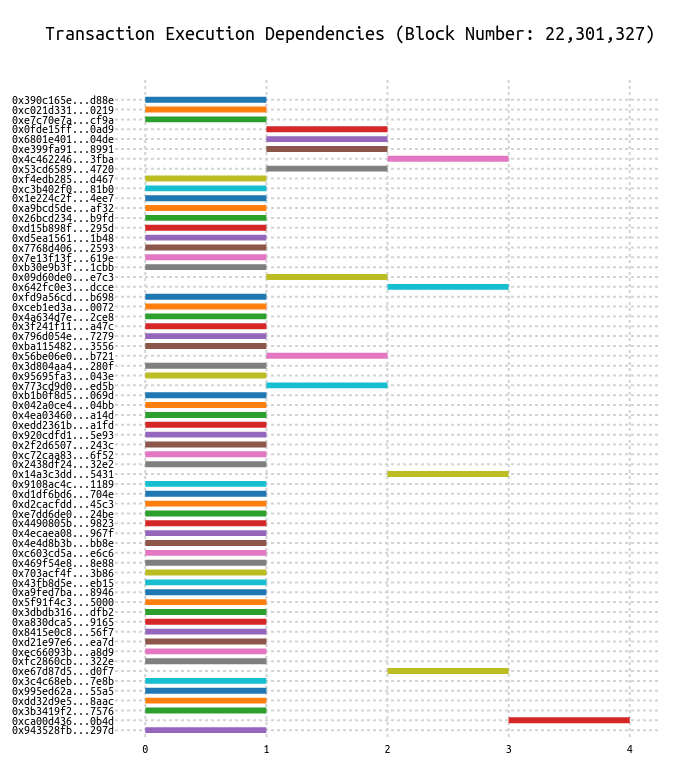 Transaction Execution Dependencies (Block Number: 22,301,327)
0x390c165e...d88e
0xc021d331...0219
0xe7c70e7a...cf9a
0x0fde15ff...0ad9
0x6801e401...04de
0xe399fa91...8991
0x4c462246...3fba
0x53cd6589...4720
0xf4edb285...d467
0xc3b402f0...81b0
0x1e224c2f...4ee7
0xa9bcd5de...af32
0x26bcd234...b9fd
0xd15b898f...295d
0xd5ea1561...1b48
0x7768d406...2593
0x7e13f13f...619e
0xb30e9b3f...1cbb
0x09d60de0...e7c3
0x642fc0e3...dcce
0xfd9a56cd...b698
0xceb1ed3a...0072
0x4a634d7e...2ce8
0x3f241f11...a47c
0x796d054e...7279
0xba115482...3556
0x56be06e0...b721
0x3d804aa4...280f
0x95695fa3...043e
0x773cd9d0...ed5b
0xb1b0f8d5...069d
0x042a0ce4...04bb
0x4ea03460...a14d
0xedd2361b...a1fd
0x920cdfd1...5e93
0x2f2d6507...243c
0xc72caa83...6f52
0x2438df24...32e2
0x14a3c3dd...5431
0x9108ac4c...1189
0xd1df6bd6...704e
0xd2cacfdd...45c3
0xe7dd6de0...24be
0x4490805b...9823
0x4ecaea08...967f
0x4e4d8b3b...bb8e
0xc603cd5a...e6c6
0x469f54e8...8e88
0x703acf4f...3b86
0x43fb8d5e...eb15
0xa9fed7ba...8946
0x5f91f4c3...5000
0x3dbdb316...dfb2
0xa830dca5...9165
0x8415e0c8...56f7
0xd21e97e6...ea7d
0xec66093b...a8d9
0xfc2860cb...322e
0xe67d87d5...d0f7
0x3c4c68eb...7e8b
0x995ed62a...55a5
0xdd32d9e5...8aac
0x3b3419f2...7576
0xca00d436...0b4d
0x943528fb...297d
0 1 2 3 4